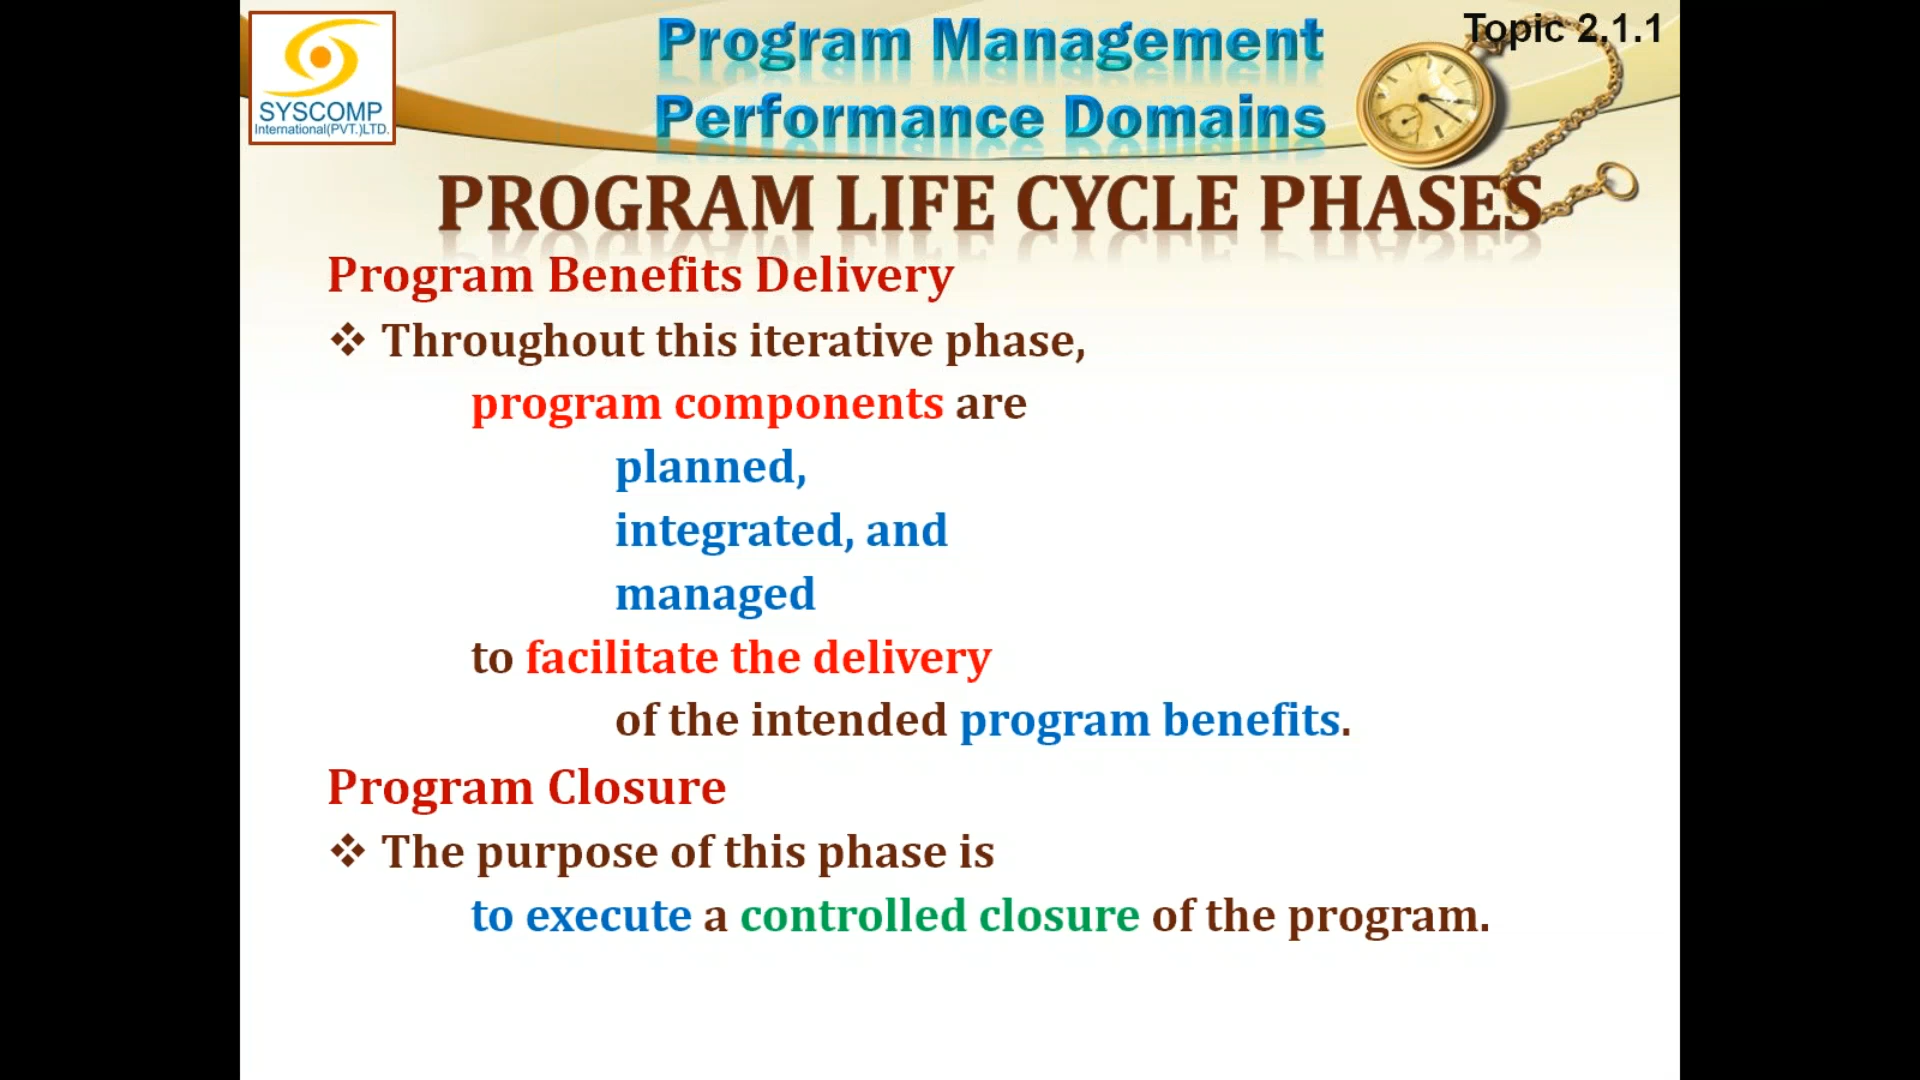 SYSCOMP
International(PVT.)LTD.
Program Management
Performance Domains
Topic 2.1.1
PROGRAM LIFE CYCLE PHASES
Program Benefits Delivery
❖ Throughout this iterative phase,
program components are
planned,
integrated, and
managed
to facilitate the delivery
of the intended program benefits.
Program Closure
❖ The purpose of this phase is
to execute a controlled closure of the program.